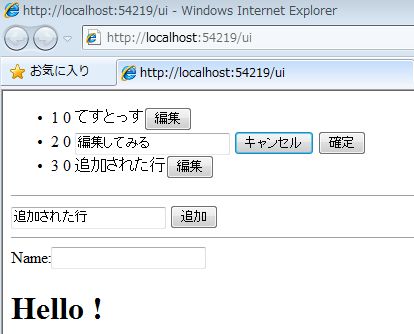 http://localhost:54219/ui - Windows Internet Explorer
http://localhost:54219/ui
お気に入り http://localhost:54219/ui
• 1 0 てすとっす 編集
• 2 0 編集してみる キャンセル 確定
• 3 0 追加された行 編集
追加された行 追加
Name:
Hello !